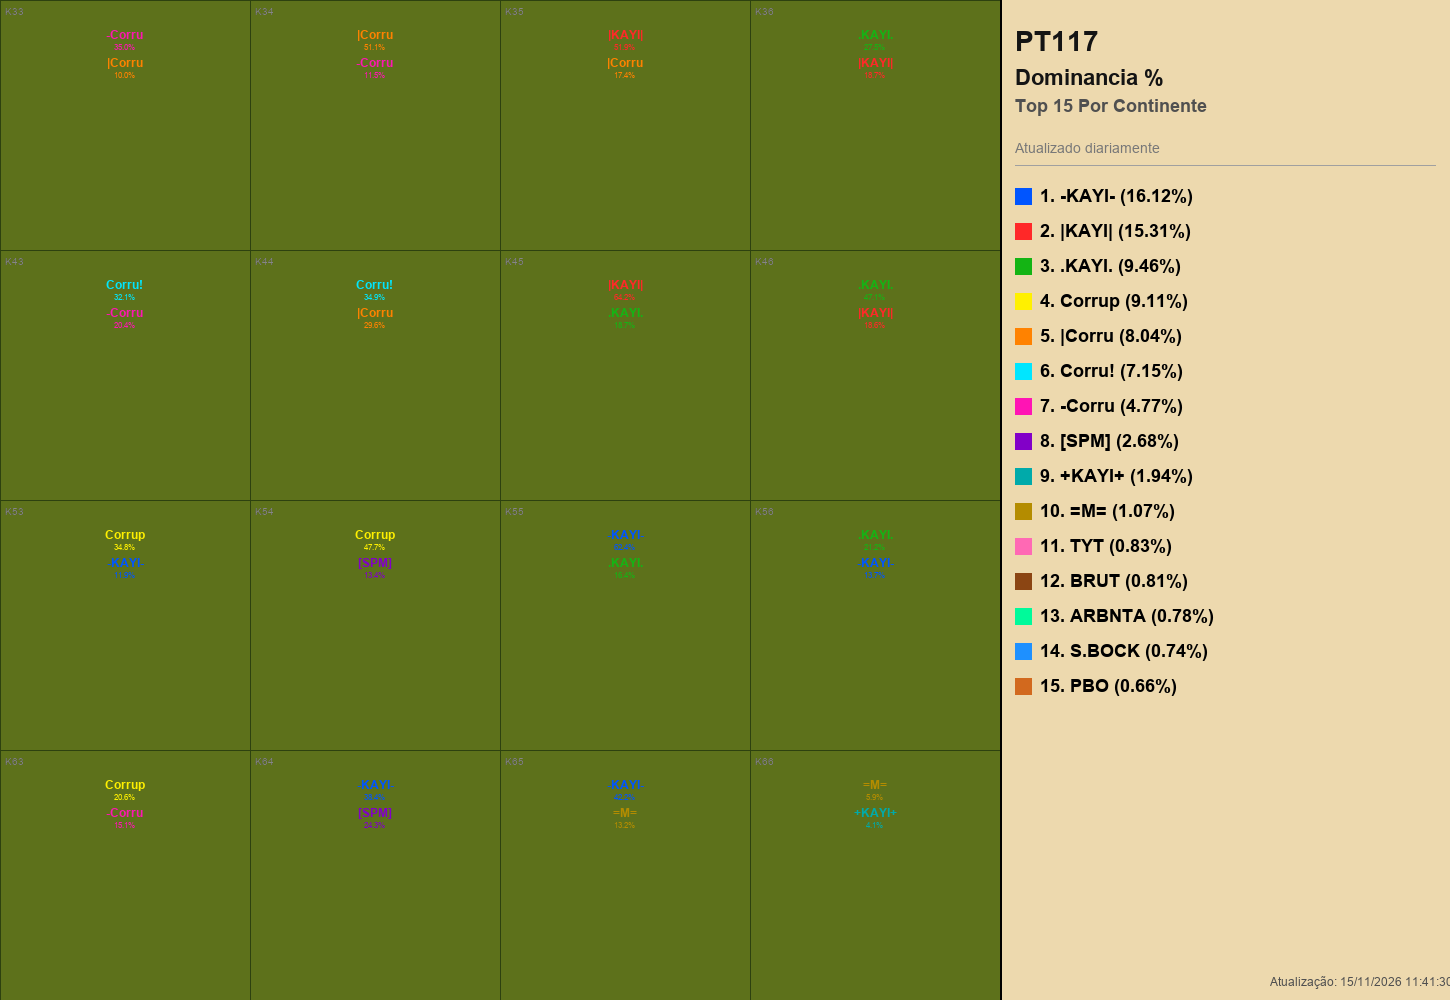 K33
-Corru
|Corru
10.0%
K34
|Corru
51.1%
-Corru
K35
|KAYI|
|Corru
17.4%
K36
.KAYI.
|KAYI|
K43
Corru!
32.1%
-Corru
K44
Corru!
34.9%
|Corru
29.6%
K45
|KAYI|
.KAYI.
K46
.KAYI.
|KAYI|
K53
Corrup
34.8%
-KAYI-
K54
Corrup
47.7%
[SPM]
K55
-KAYI-
.KAYI.
K56
.KAYI.
-KAYI-
K63
Corrup
20.6%
-Corru
K64
-KAYI-
[SPM]
K65
-KAYI-
=M=
13.2%
K66
=M=
5.9%
+KAYI+
4.1%
PT117
Dominancia %
Top 15 Por Continente
Atualizado diariamente
1. -KAYI- (16.12%)
2. |KAYI| (15.31%)
3. .KAYI. (9.46%)
4. Corrup (9.11%)
5. |Corru (8.04%)
6. Corru! (7.15%)
7. -Corru (4.77%)
8. [SPM] (2.68%)
9. +KAYI+ (1.94%)
10. =M= (1.07%)
11. TYT (0.83%)
12. BRUT (0.81%)
13. ARBNTA (0.78%)
14. S.BOCK (0.74%)
15. PBO (0.66%)
Atualização: 15/11/2026 11:41:30